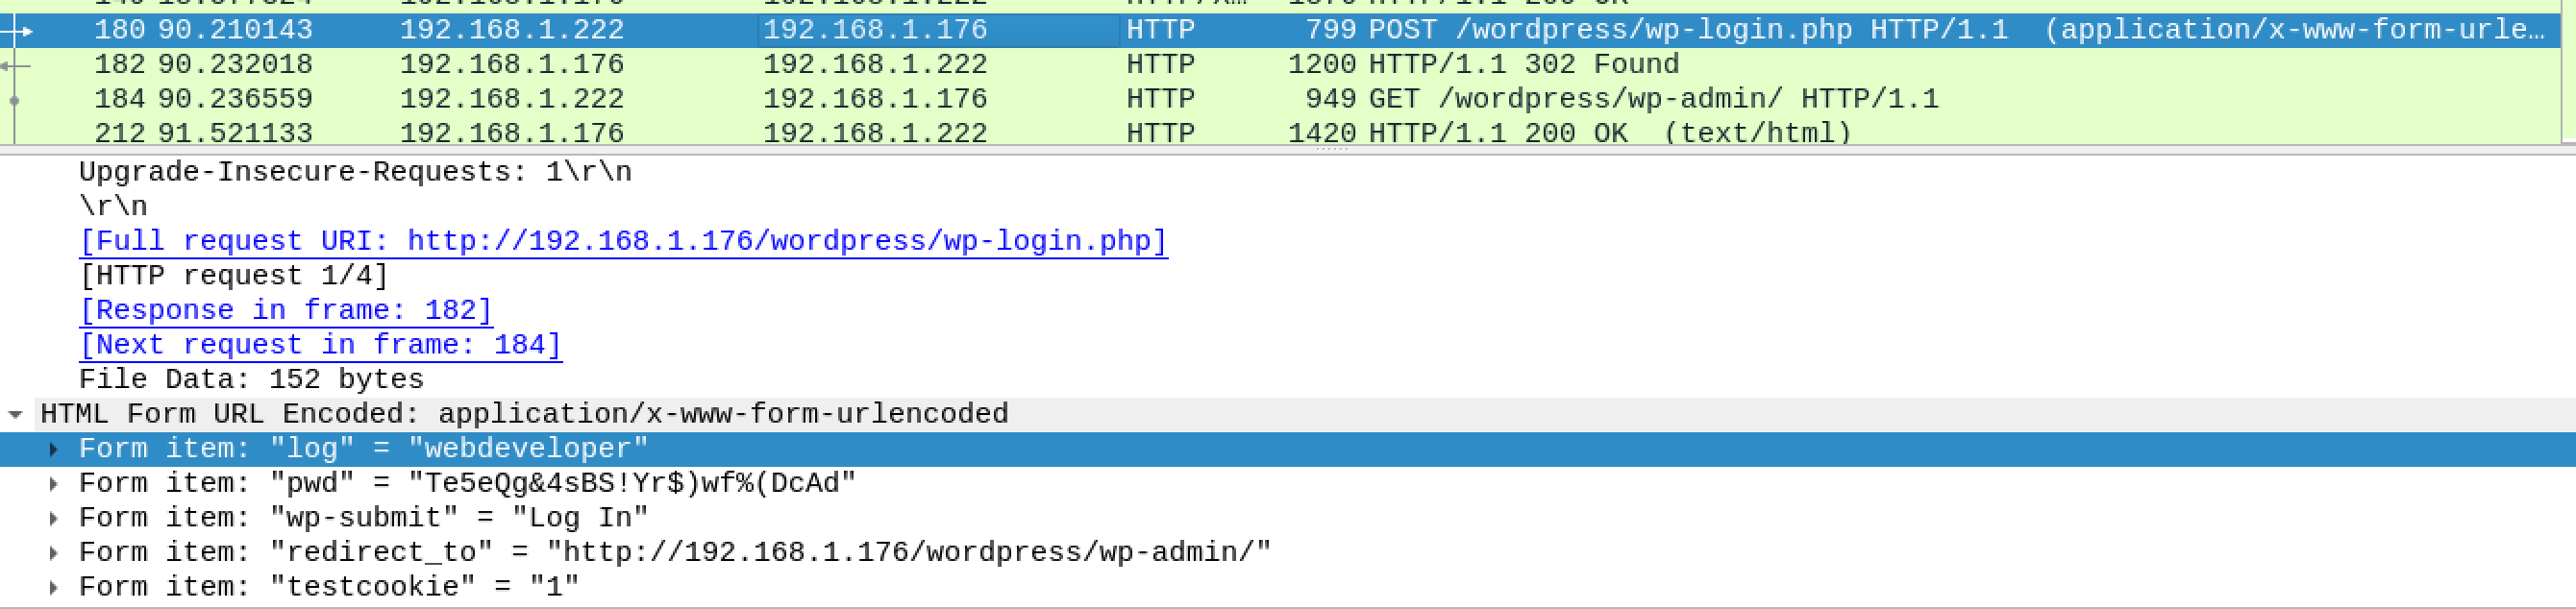 180 90.210143 192.168.1.222 192.168.1.176 HTTP 799 POST /wordpress/wp-login.php HTTP/1.1 (application/x-www-form-urle…
182 90.232018 192.168.1.176 192.168.1.222 HTTP 1200 HTTP/1.1 302 Found
184 90.236559 192.168.1.222 192.168.1.176 HTTP 949 GET /wordpress/wp-admin/ HTTP/1.1
212 91.521133 192.168.1.176 192.168.1.222 HTTP 1420 HTTP/1.1 200 OK (text/html)
Upgrade-Insecure-Requests: 1\r\n
\r\n
[Full request URI: http://192.168.1.176/wordpress/wp-login.php]
[HTTP request 1/4]
[Response in frame: 182]
[Next request in frame: 184]
File Data: 152 bytes
HTML Form URL Encoded: application/x-www-form-urlencoded
Form item: "log" = "webdeveloper"
Form item: "pwd" = "Te5eQg&4sBS!Yr$)wf%(DcAd"
Form item: "wp-submit" = "Log In"
Form item: "redirect_to" = "http://192.168.1.176/wordpress/wp-admin/"
Form item: "testcookie" = "1"